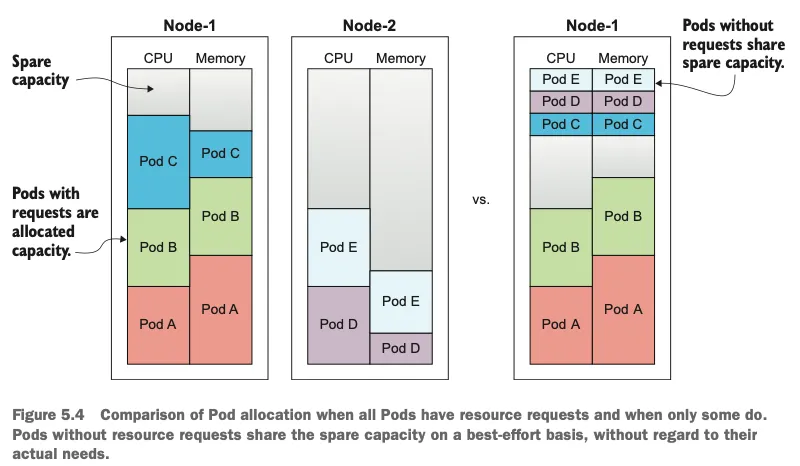 Node-1
Node-2
Node-1
Pods without
requests share
spare capacity.
Spare
capacity
CPU
Memory
CPU
Memory
CPU
Memory
Pod E
Pod E
Pod D
Pod D
Pod C
Pod C
Pod C
Pod C
Pods with
requests are
allocated
capacity.
Pod B
Pod B
Pod A
Pod A
Pod E
Pod E
Pod D
Pod D
vs.
Pod B
Pod B
Pod A
Pod A
Figure 5.4 Comparison of Pod allocation when all Pods have resource requests and when only some do.
Pods without resource requests share the spare capacity on a best-effort basis, without regard to their
actual needs.